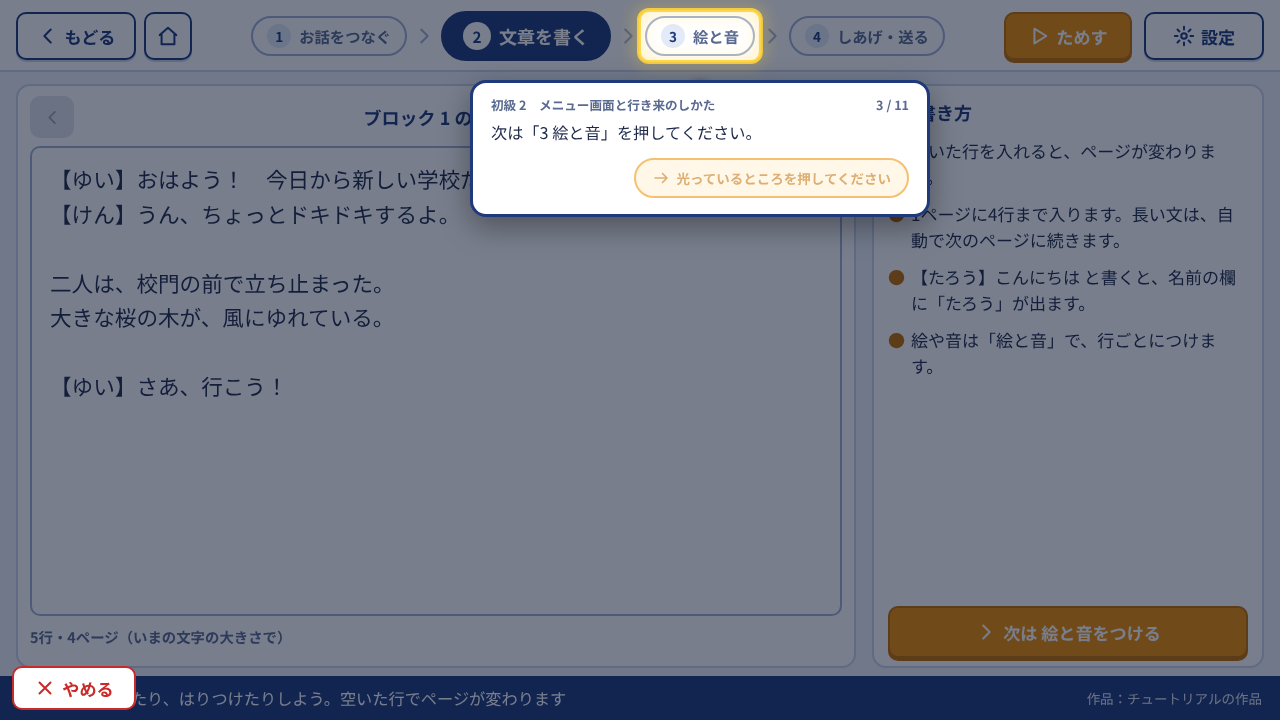 もどる
1 お話をつなぐ
2 文章を書く
3 絵と音
4 しあげ・送る
ためす
設定
初級 2 メニュー画面と行き来のしかた
3 / 11
次は「3 絵と音」を押してください。
光っているところを押してください
ブロック 1 の
【ゆい】おはよう！ 今日から新しい学校
【けん】うん、ちょっとドキドキするよ。
二人は、校門の前で立ち止まった。
大きな桜の木が、風にゆれている。
【ゆい】さあ、行こう！
5行・4ページ（いまの文字の大きさで）
書き方
いた行を入れると、ページが変わりま
。
1ページに4行まで入ります。長い文は、自
動で次のページに続きます。
【たろう】こんにちは と書くと、名前の欄
に「たろう」が出ます。
絵や音は「絵と音」で、行ごとにつけま
す。
次は 絵と音をつける
やめる
たり、はりつけたりしよう。空いた行でページが変わります
作品：チュートリアルの作品